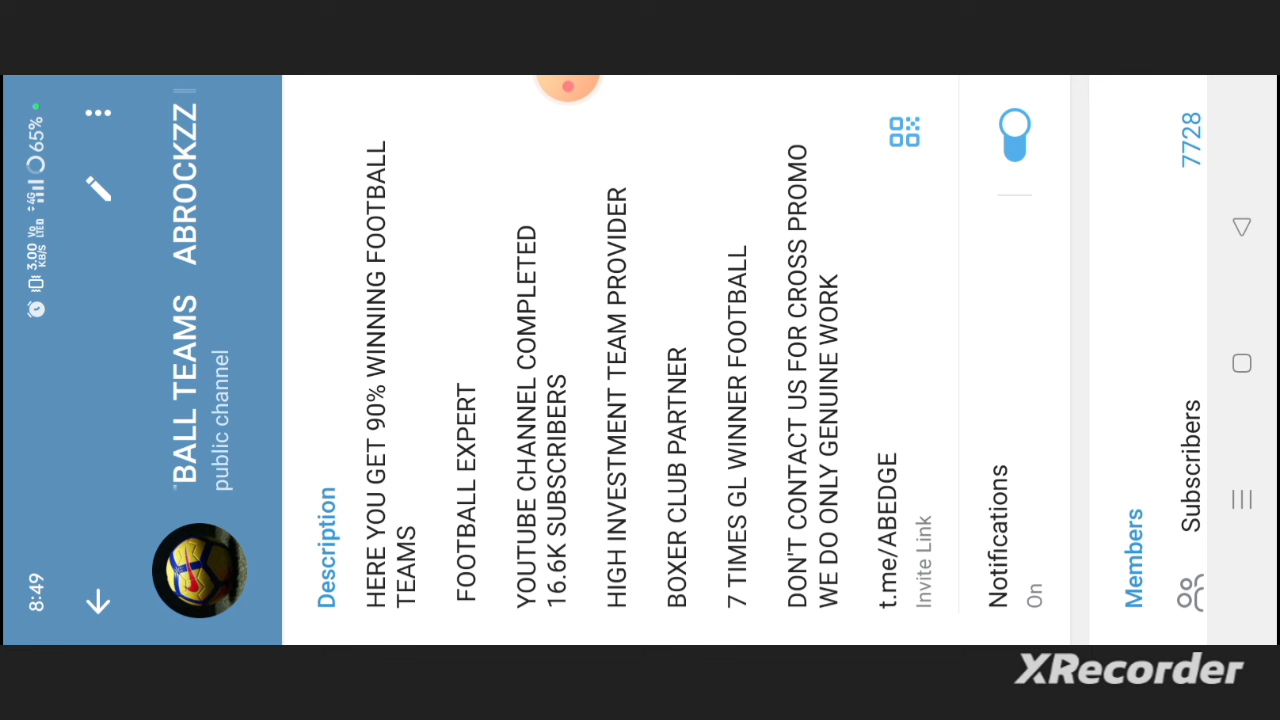 8:49
3.00 KB/S Vo LTE 4G 65%
BALL TEAMS ABROCKZZ
public channel
Description
HERE YOU GET 90% WINNING FOOTBALL
TEAMS
FOOTBALL EXPERT
YOUTUBE CHANNEL COMPLETED
16.6K SUBSCRIBERS
HIGH INVESTMENT TEAM PROVIDER
BOXER CLUB PARTNER
7 TIMES GL WINNER FOOTBALL
DON'T CONTACT US FOR CROSS PROMO
WE DO ONLY GENUINE WORK
t.me/ABEDGE
Invite Link
Notifications
On
Members
Subscribers 7728
XRecorder